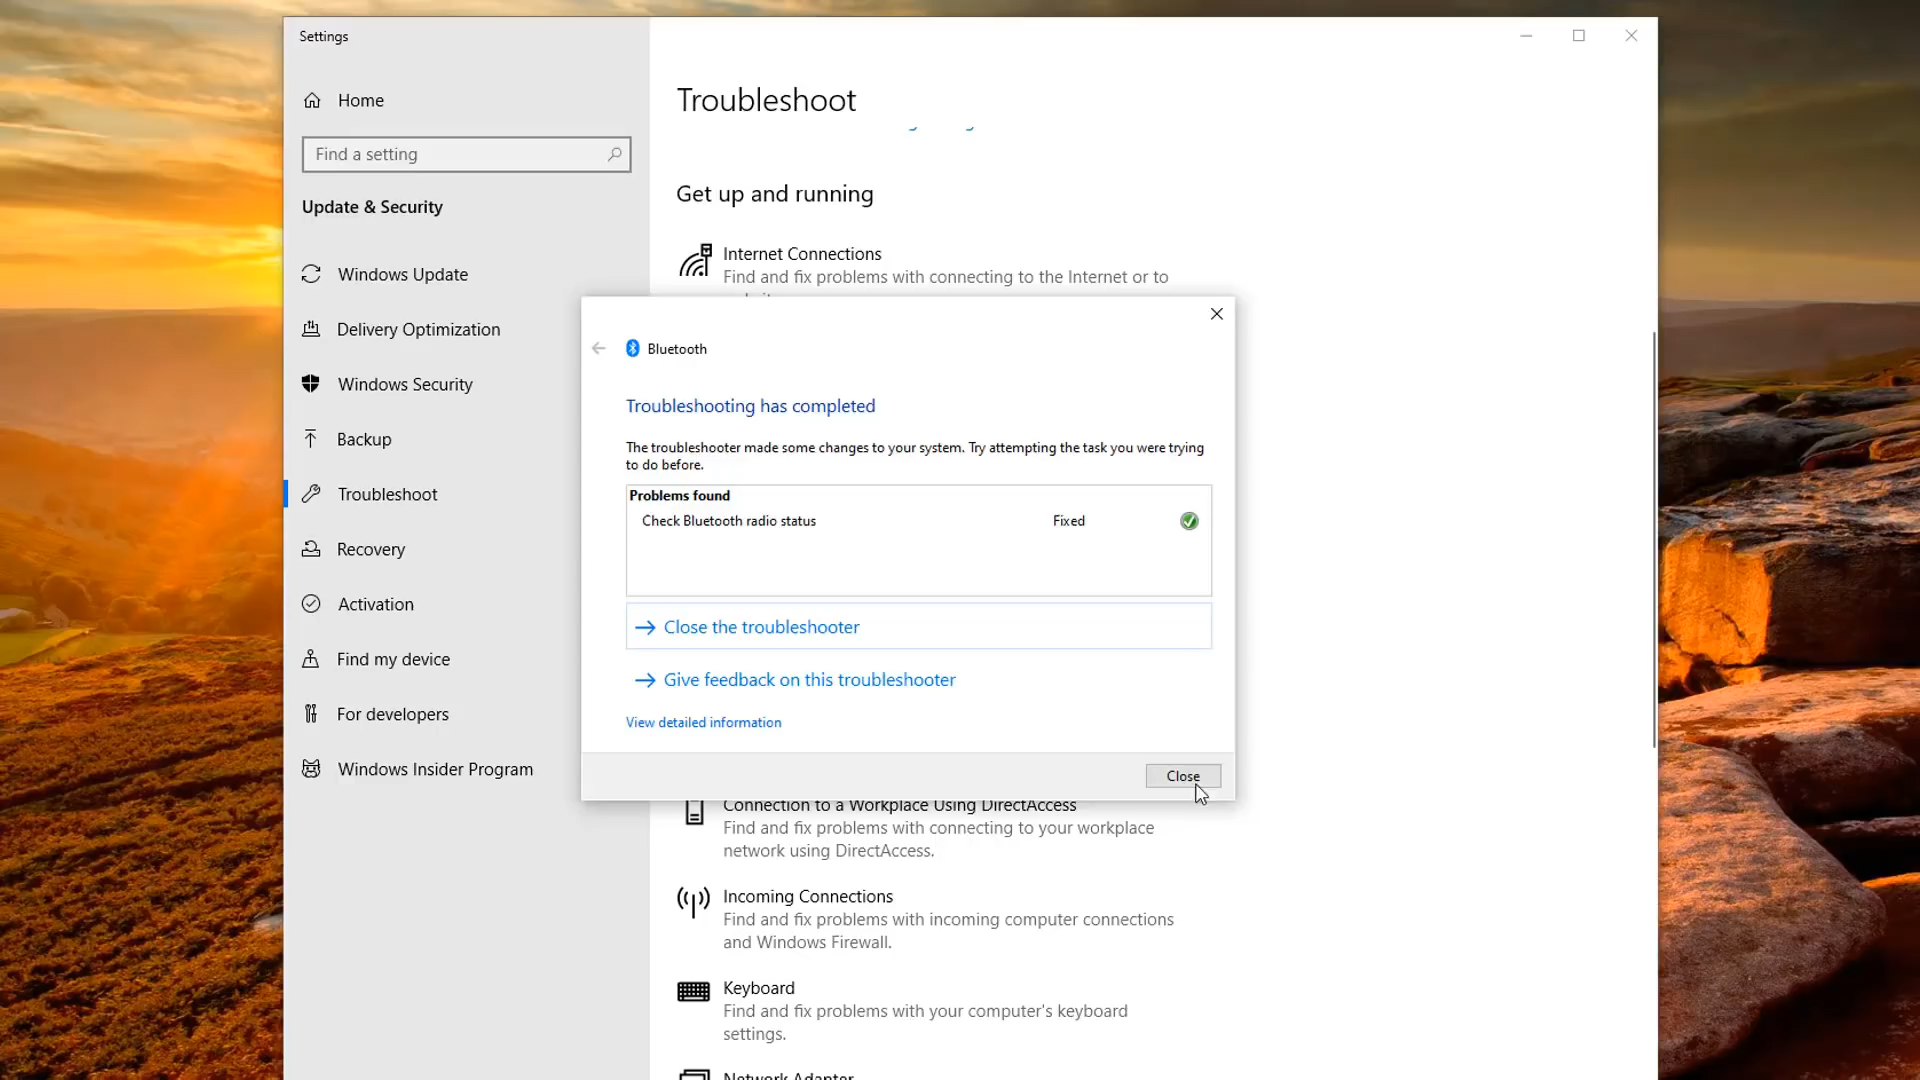 Settings
Home
Find a setting
Update & Security
Windows Update
Delivery Optimization
Windows Security
Backup
Troubleshoot
Recovery
Activation
Find my device
For developers
Windows Insider Program
Troubleshoot
Get up and running
Internet Connections
Find and fix problems with connecting to the Internet or to
Bluetooth
Troubleshooting has completed
The troubleshooter made some changes to your system. Try attempting the task you were trying
to do before.
Problems found
Check Bluetooth radio status Fixed
Close the troubleshooter
Give feedback on this troubleshooter
View detailed information
Close
Connection to a Workplace Using DirectAccess
Find and fix problems with connecting to your workplace
network using DirectAccess.
Incoming Connections
Find and fix problems with incoming computer connections
and Windows Firewall.
Keyboard
Find and fix problems with your computer's keyboard
settings.
Network Adapter